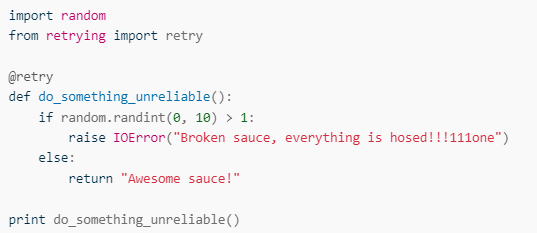 import random
from retrying import retry

@retry
def do_something_unreliable():
    if random.randint(0, 10) > 1:
        raise IOError("Broken sauce, everything is hosed!!!111one")
    else:
        return "Awesome sauce!"

print do_something_unreliable()